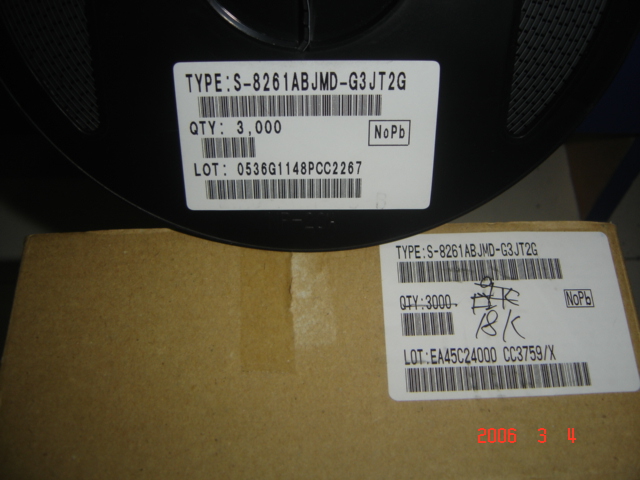 TYPE:S-8261ABJMD-G3JT2G
QTY: 3,000
NoPb
LOT: 0536G1148PCC2267
TYPE:S-8261ABJMD-G3JT2G
QTY:3000
9
NoPb
18K
LOT:EA45C24000 CC3759/X
2006 3 4